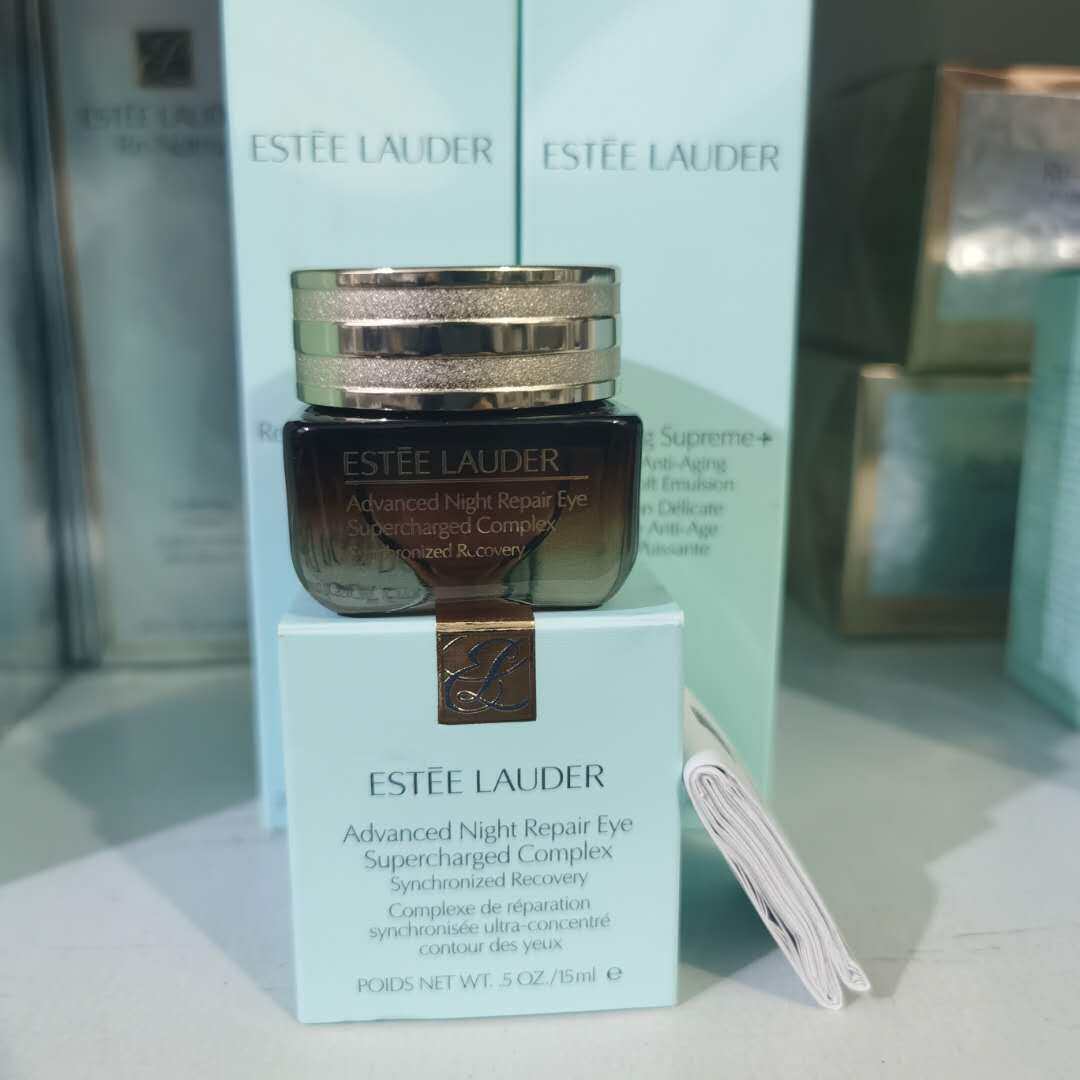 ESTĒE LAUDER
ESTĒE LAUDER
Supreme+
Anti-Aging
Emulsion
Délicate
Anti-Age
ESTĒE LAUDER
Advanced Night Repair Eye
Supercharged Complex
Synchronized Recovery
EL
ESTĒE LAUDER
Advanced Night Repair Eye
Supercharged Complex
Synchronized Recovery
Complexe de réparation
synchronisée ultra-concentré
contour des yeux
POIDS NET WT. .5 OZ./15ml e